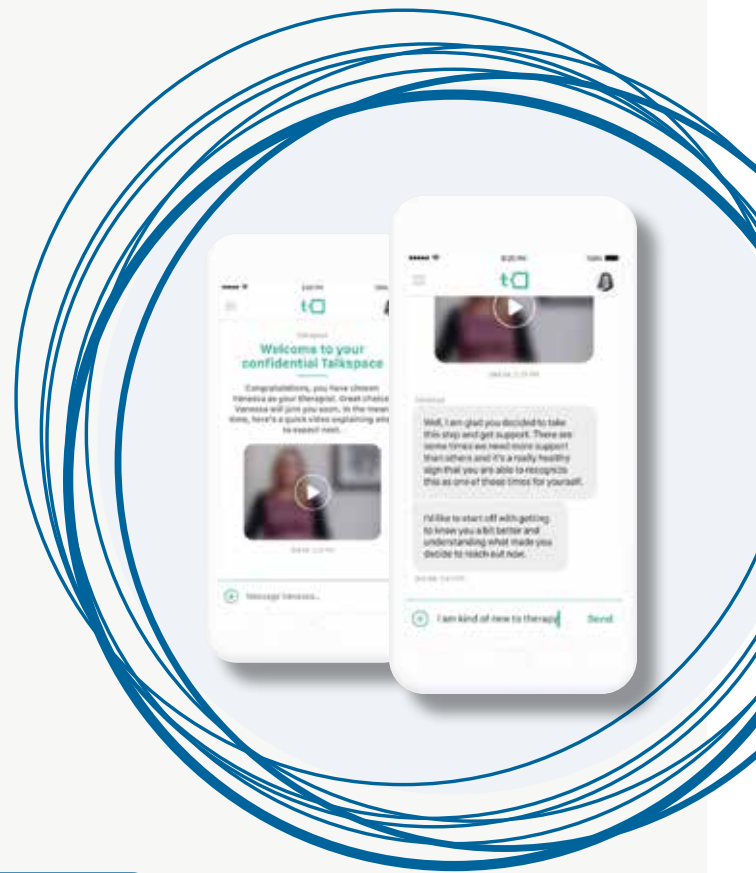 Welcome to your
confidential Talkspace
Congratulations, you have chosen
Vanessa as your therapist. Great choice
Vanessa will join you soon. In the mean
time, here's a quick video explaining
to expect next.
Message Vanessa...
t
Well, I am glad you decided to take
this step and get support. There are
some times we need more support
than others and it's a really healthy
sign that you are able to recognize
this as one of those times for yourself.
I'd like to start off with getting
to know you a bit better and
understanding what made you
decide to reach out now.
I am kind of new to therapy
Send